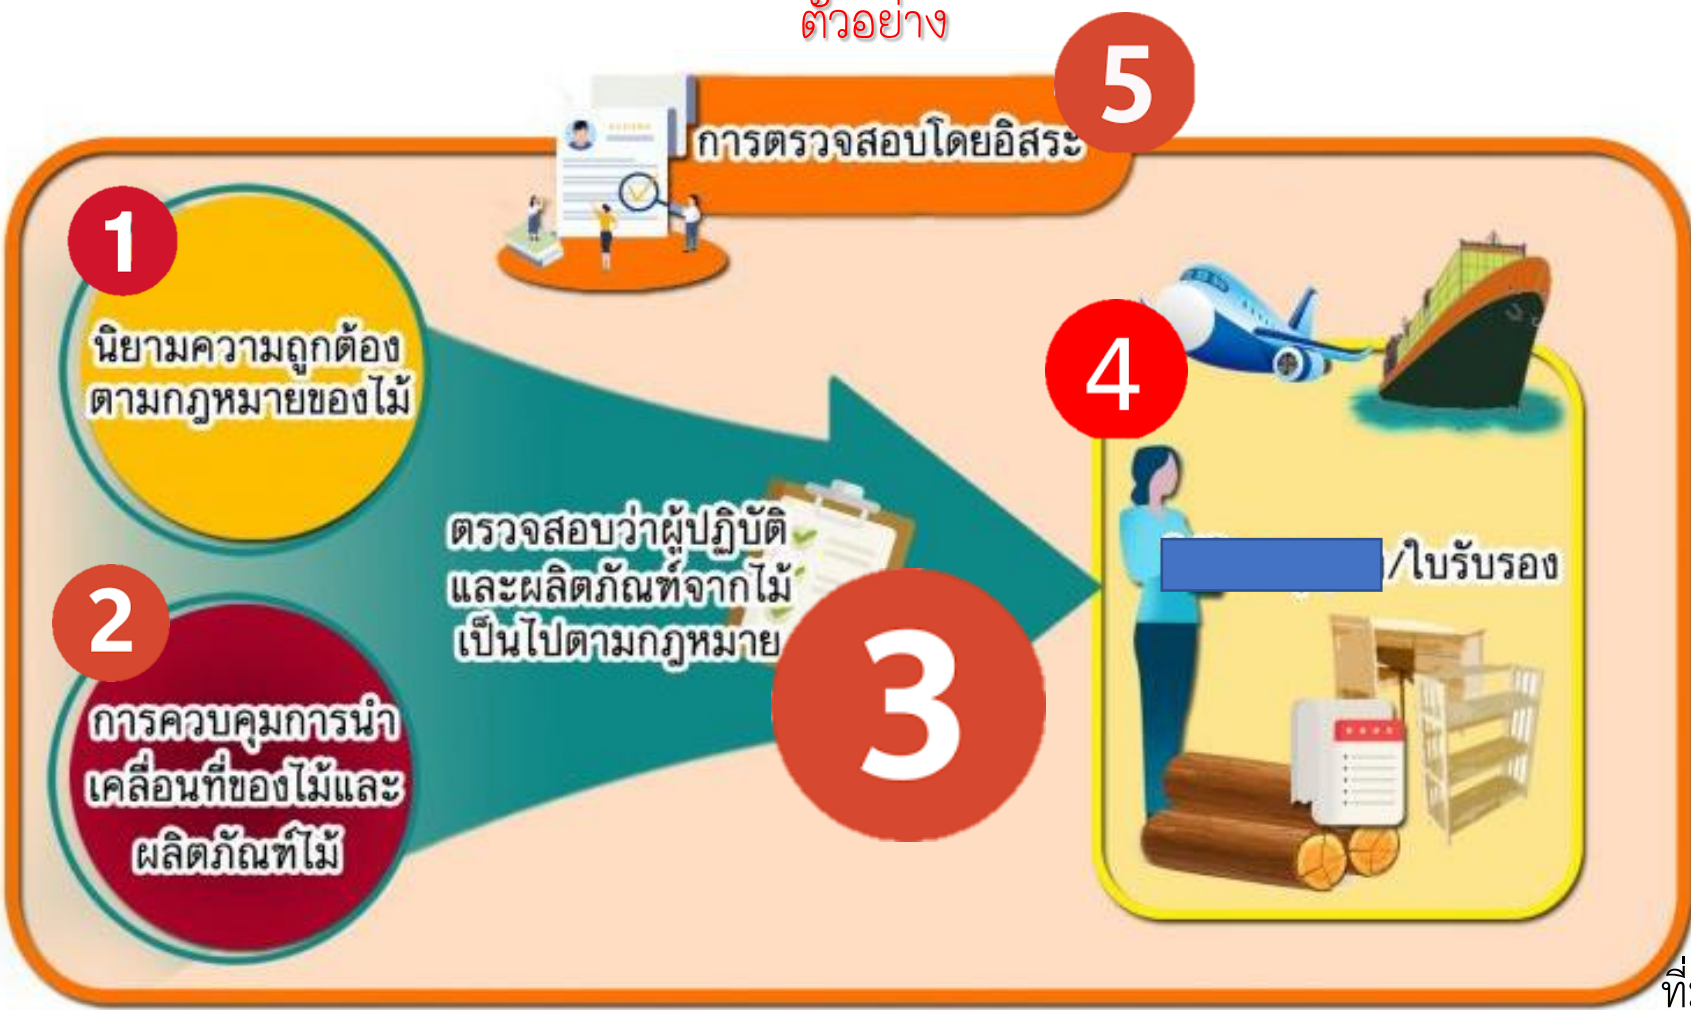 ตัวอย่าง
5
การตรวจสอบโดยอิสระ
1
นิยามความถูกต้อง
ตามกฎหมายของไม้
2
การควบคุมการนำ
เคลื่อนที่ของไม้และ
ผลิตภัณฑ์ไม้
ตรวจสอบว่าผู้ปฏิบัติ
และผลิตภัณฑ์จากไม้
เป็นไปตามกฎหมาย
3
4
/ใบรับรอง